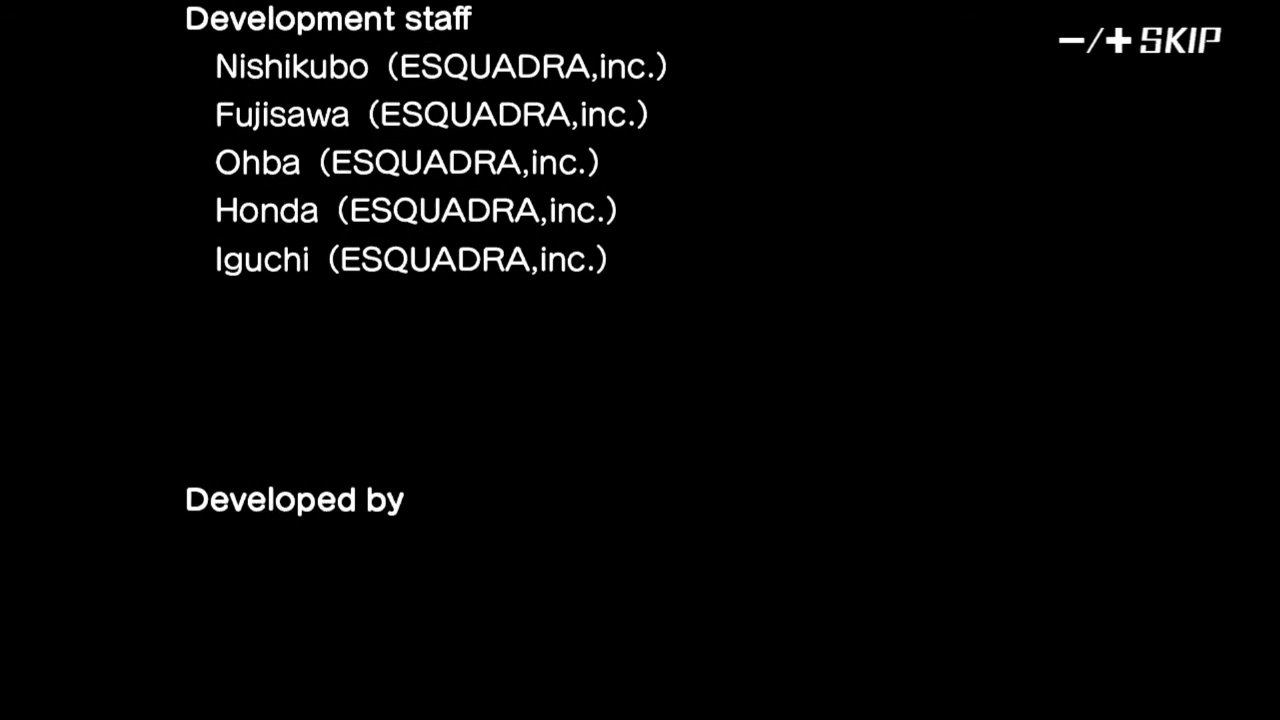 Development staff
−/+ SKIP
Nishikubo (ESQUADRA,inc.)
Fujisawa (ESQUADRA,inc.)
Ohba (ESQUADRA,inc.)
Honda (ESQUADRA,inc.)
Iguchi (ESQUADRA,inc.)
Developed by